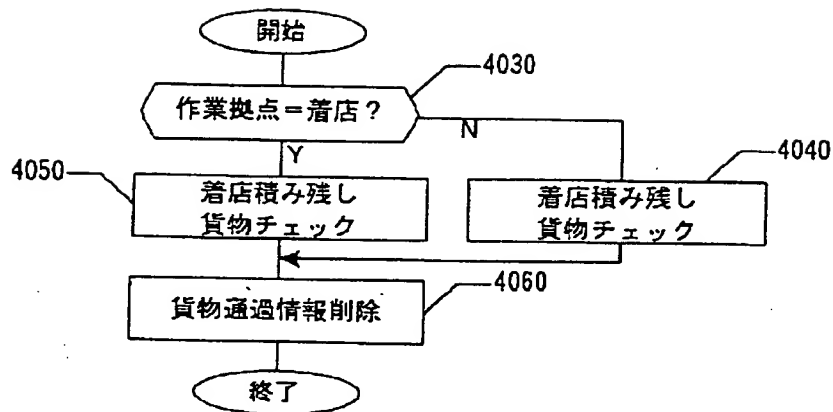 開始
4030
作業拠点=着店?
N
Y
4050
着店積み残し
貨物チェック
4040
着店積み残し
貨物チェック
4060
貨物通過情報削除
終了